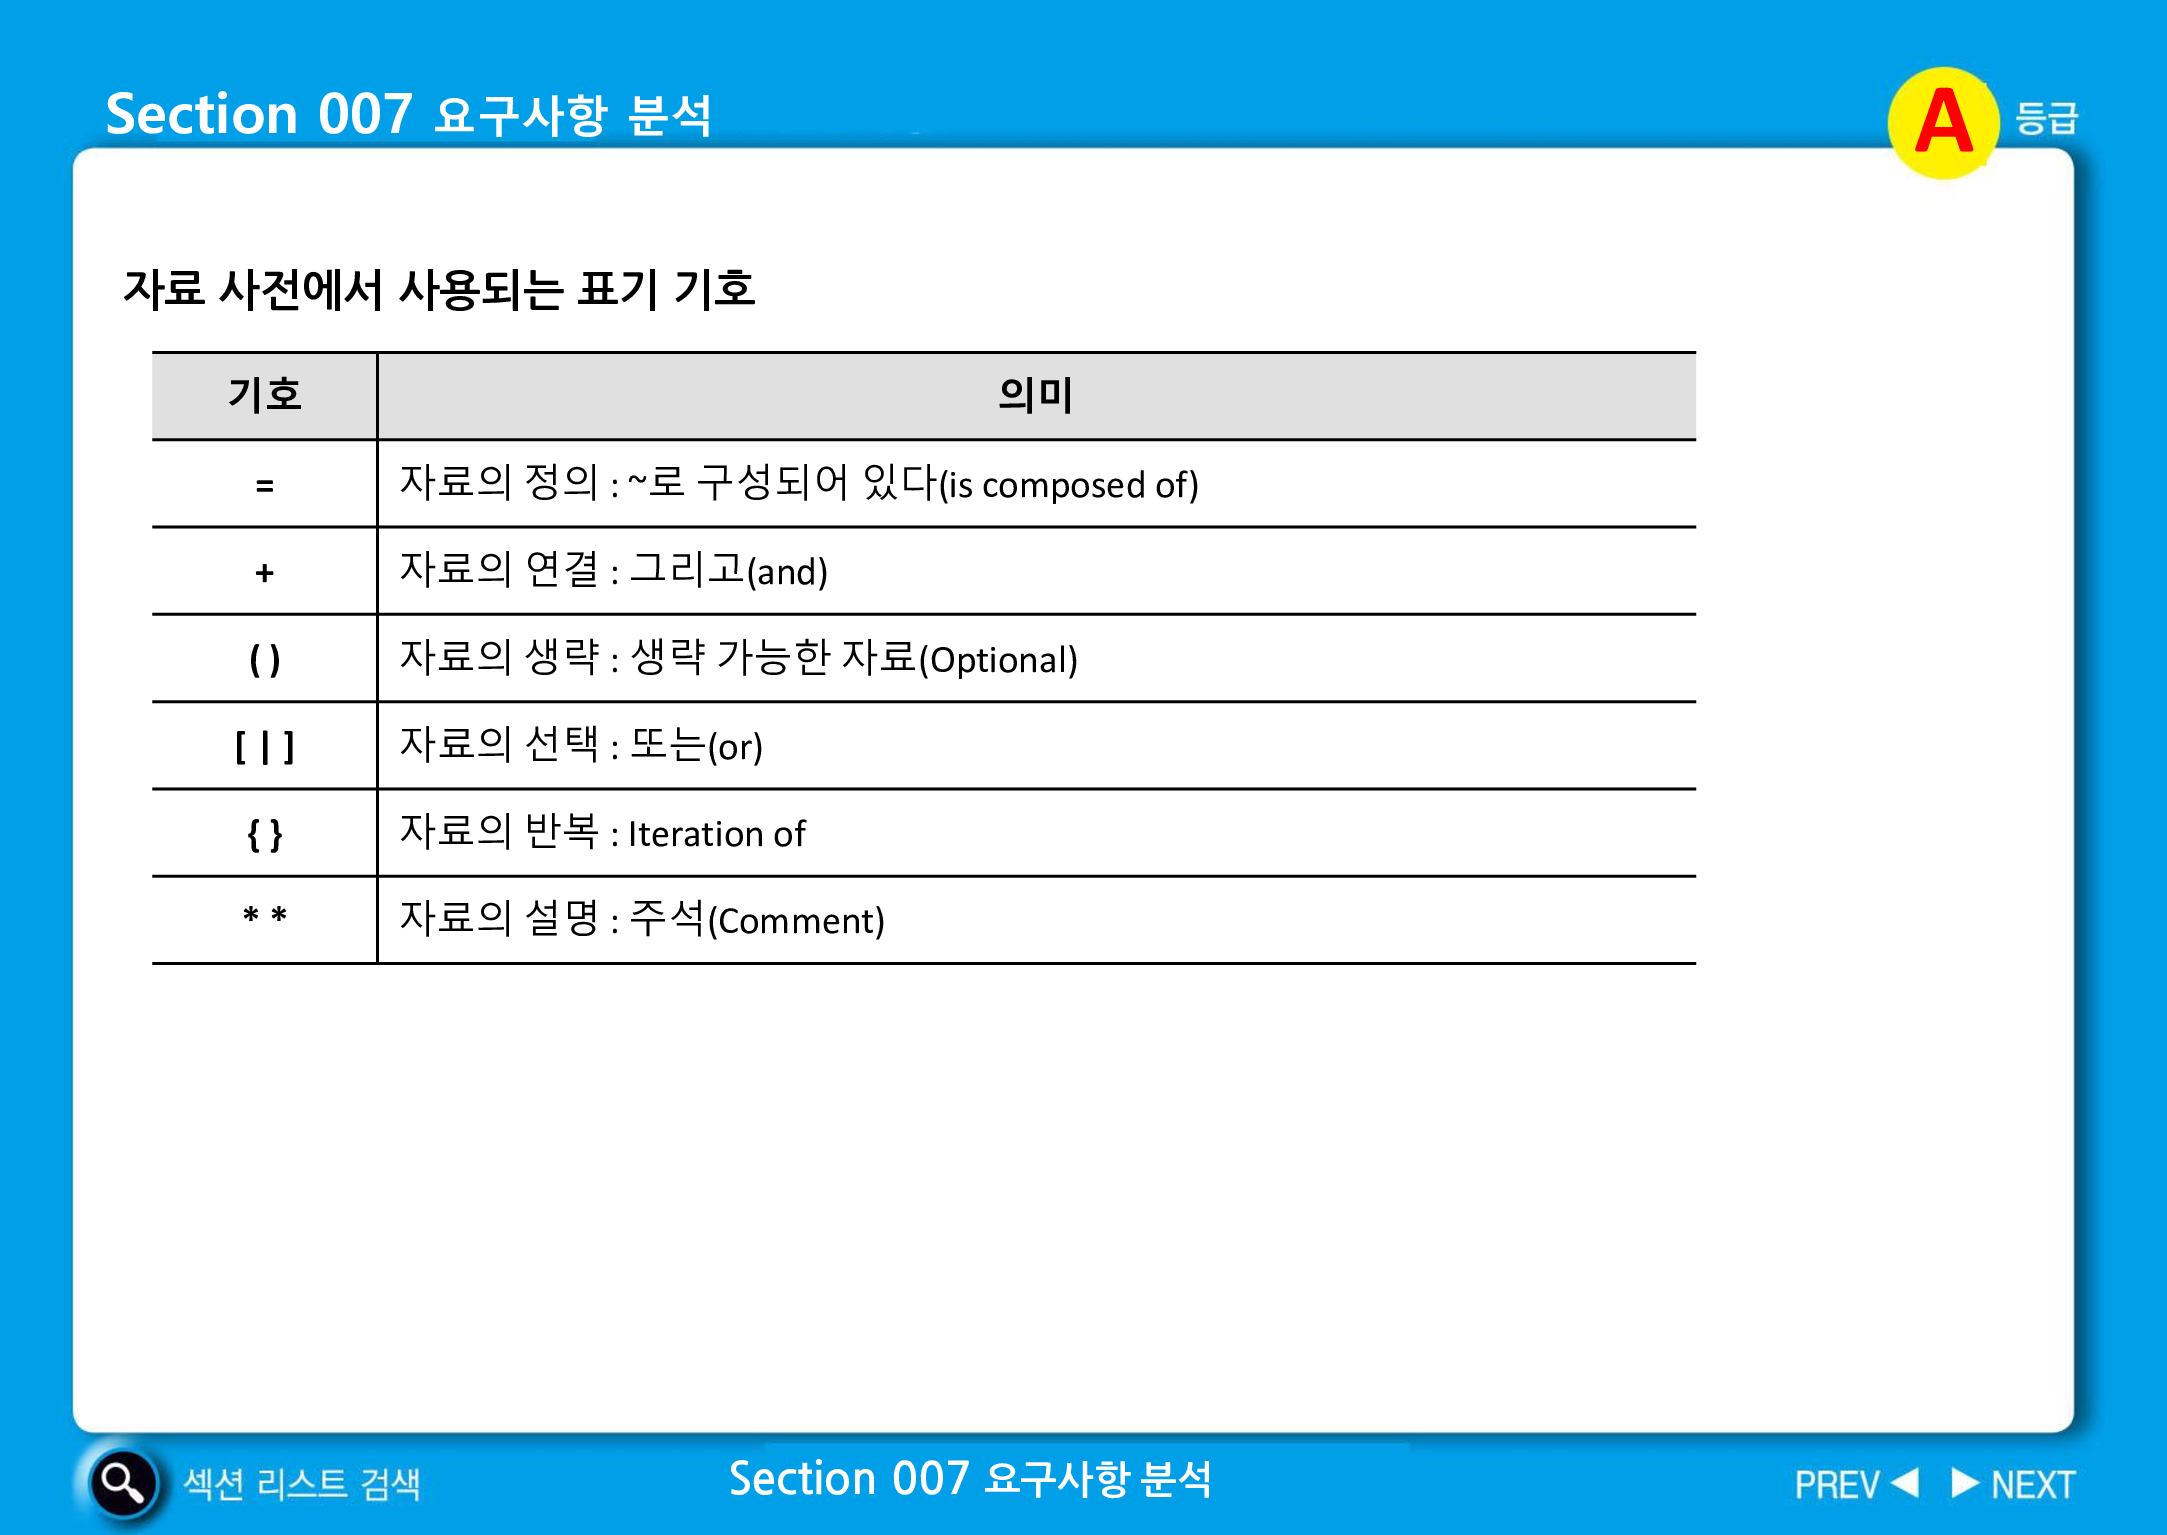 Section 007 요구사항 분석
A 등급
자료 사전에서 사용되는 표기 기호
기호 의미
= 자료의 정의 : ~로 구성되어 있다(is composed of)
+ 자료의 연결 : 그리고(and)
( ) 자료의 생략 : 생략 가능한 자료(Optional)
[ | ] 자료의 선택 : 또는(or)
{ } 자료의 반복 : Iteration of
* * 자료의 설명 : 주석(Comment)
섹션 리스트 검색
Section 007 요구사항 분석
PREV ◀ ▶ NEXT